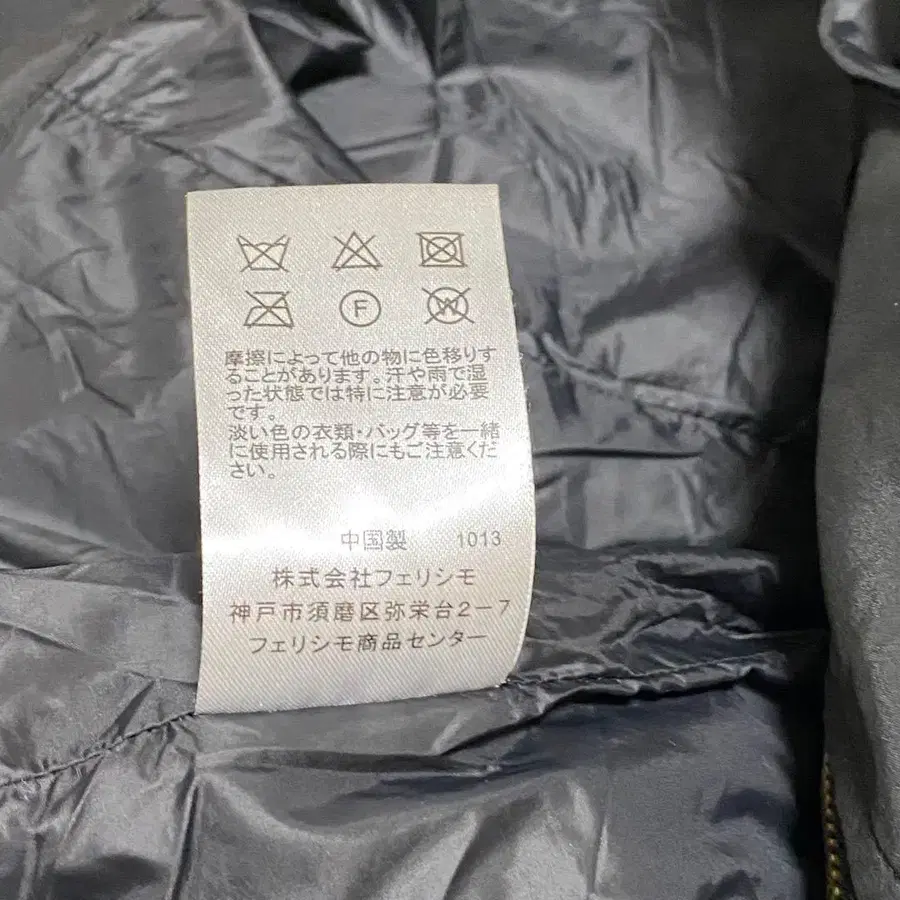 F W
摩擦によって他の物に色移りす
ることがあります。汗や雨で湿
った状態では特に注意が必要
です。
淡い色の衣類・バッグ等を一緒
に使用される際にもご注意くだ
さい。
中国製 1013
株式会社フェリシモ
神戸市須磨区弥栄台2-7
フェリシモ商品センター